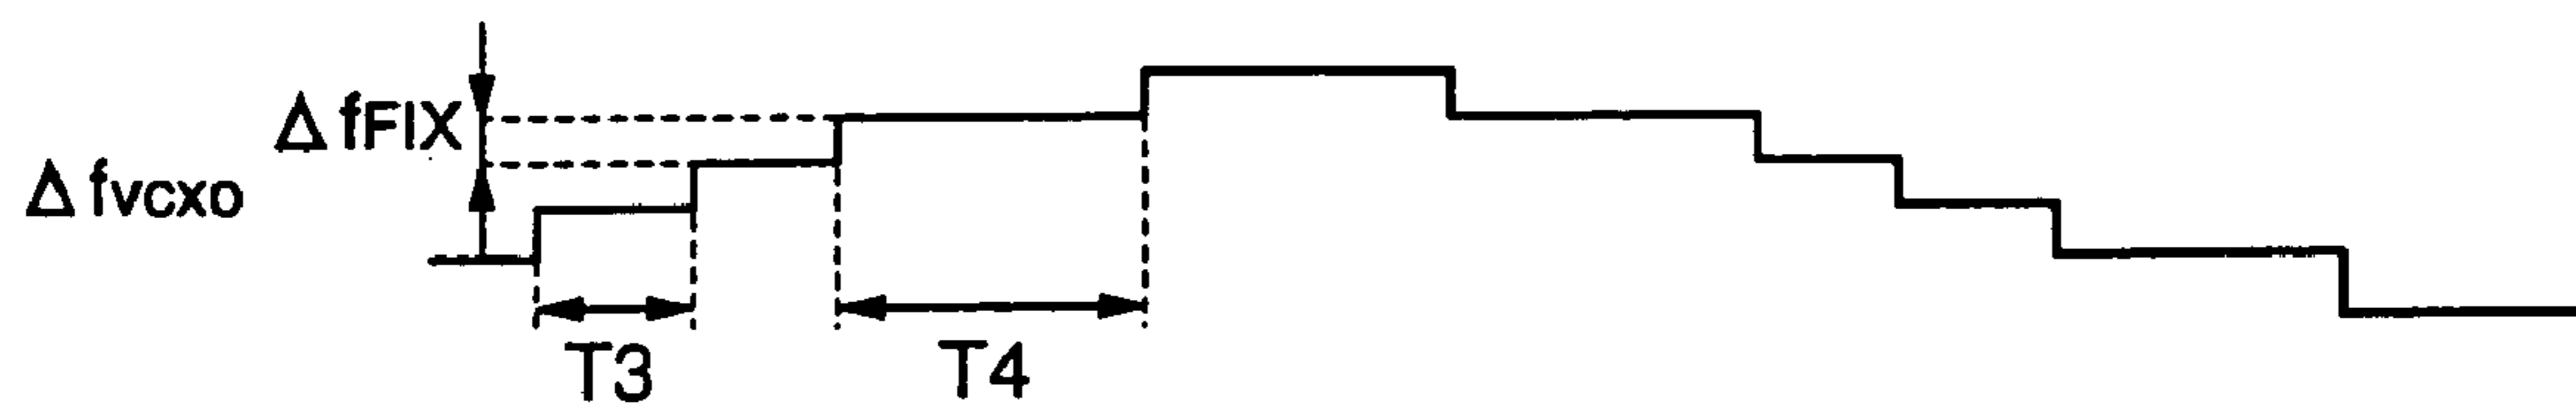 Δ fFIX
Δ fvcxo
T3
T4